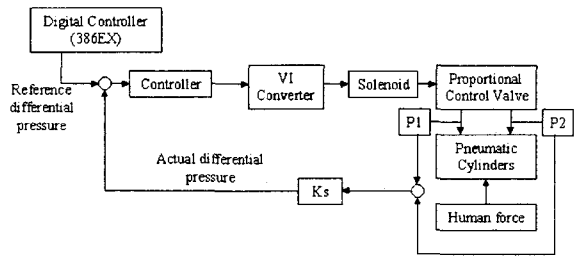 Digital Controller
(386EX)
Reference
differential
pressure
Controller
VI
Converter
Solenoid
Proportional
Control Valve
P1
P2
Pneumatic
Cylinders
Actual differential
pressure
Ks
Human force